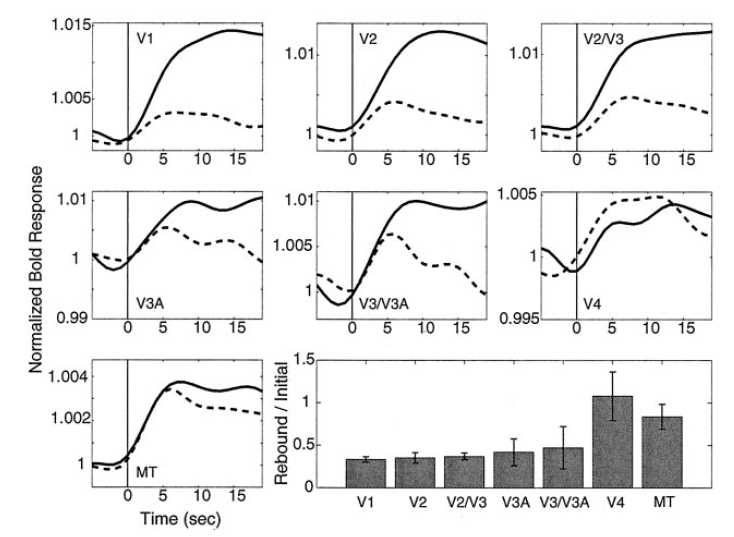 1.015
1.005
1
V1
0 5 10 15
1.01
1
V2
0 5 10 15
1.01
1
V2/V3
0 5 10 15
Normalized Bold Response
1.01
1
0.99
V3A
0 5 10 15
1.01
1.005
1
V3/V3A
0 5 10 15
1.005
1
0.995
V4
0 5 10 15
1.004
1.002
1
MT
0 5 10 15
Time (sec)
Rebound / Initial
1.5
1
0.5
0
V1 V2 V2/V3 V3A V3/V3A V4 MT